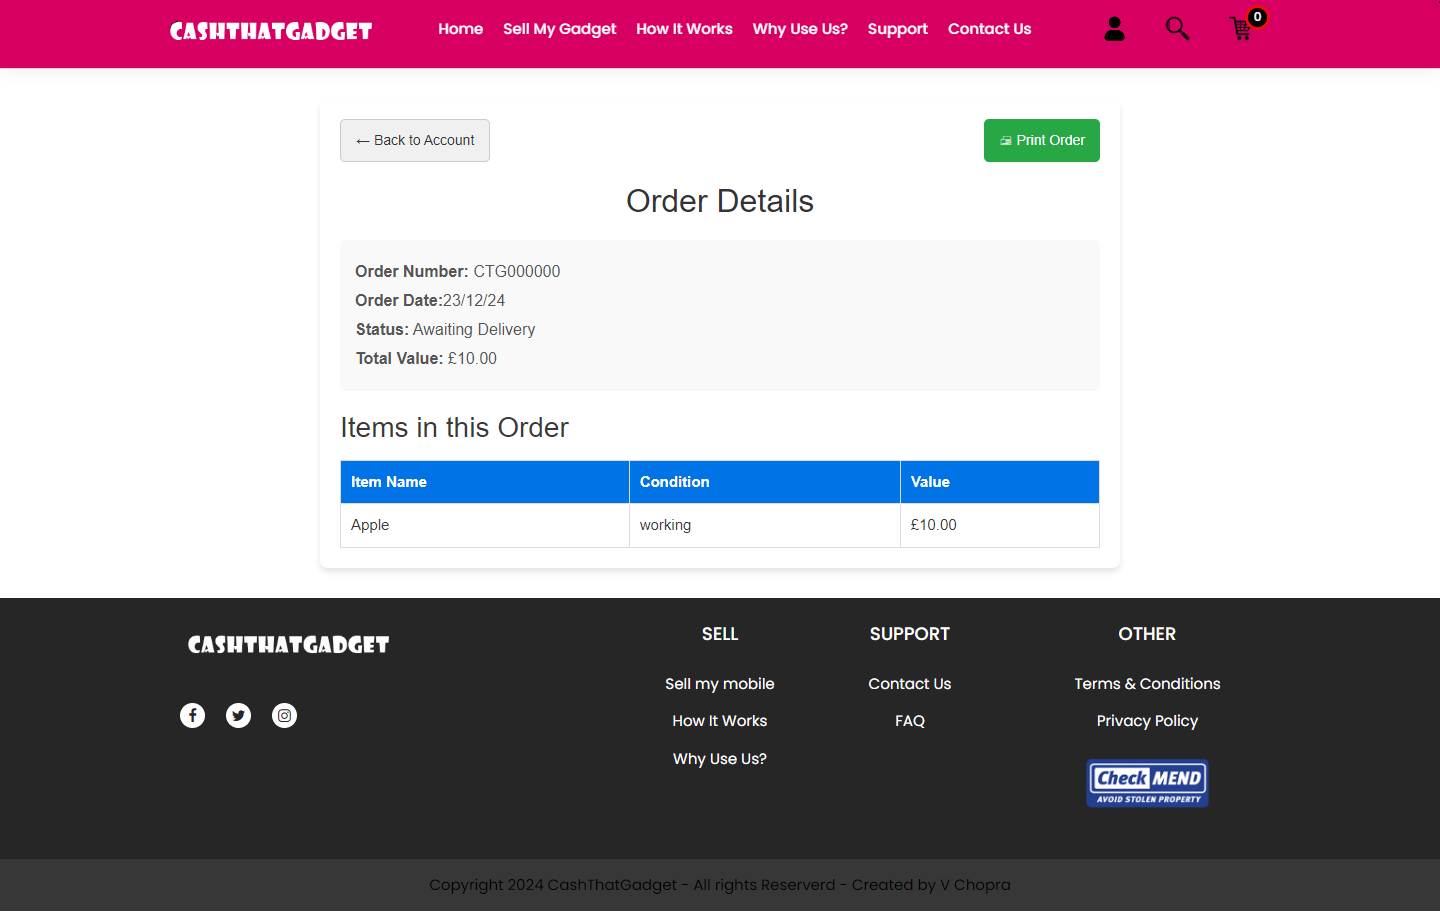 CASHTHATGADGET
Home Sell My Gadget How It Works Why Use Us? Support Contact Us 0
← Back to Account
Print Order
Order Details
Order Number: CTG000000
Order Date:23/12/24
Status: Awaiting Delivery
Total Value: £10.00
Items in this Order
Item Name Condition Value
Apple working £10.00
CASHTHATGADGET
SELL
Sell my mobile
How It Works
Why Use Us?
SUPPORT
Contact Us
FAQ
OTHER
Terms & Conditions
Privacy Policy
Check MEND
AVOID STOLEN PROPERTY
Copyright 2024 CashThatGadget - All rights Reserverd - Created by V Chopra